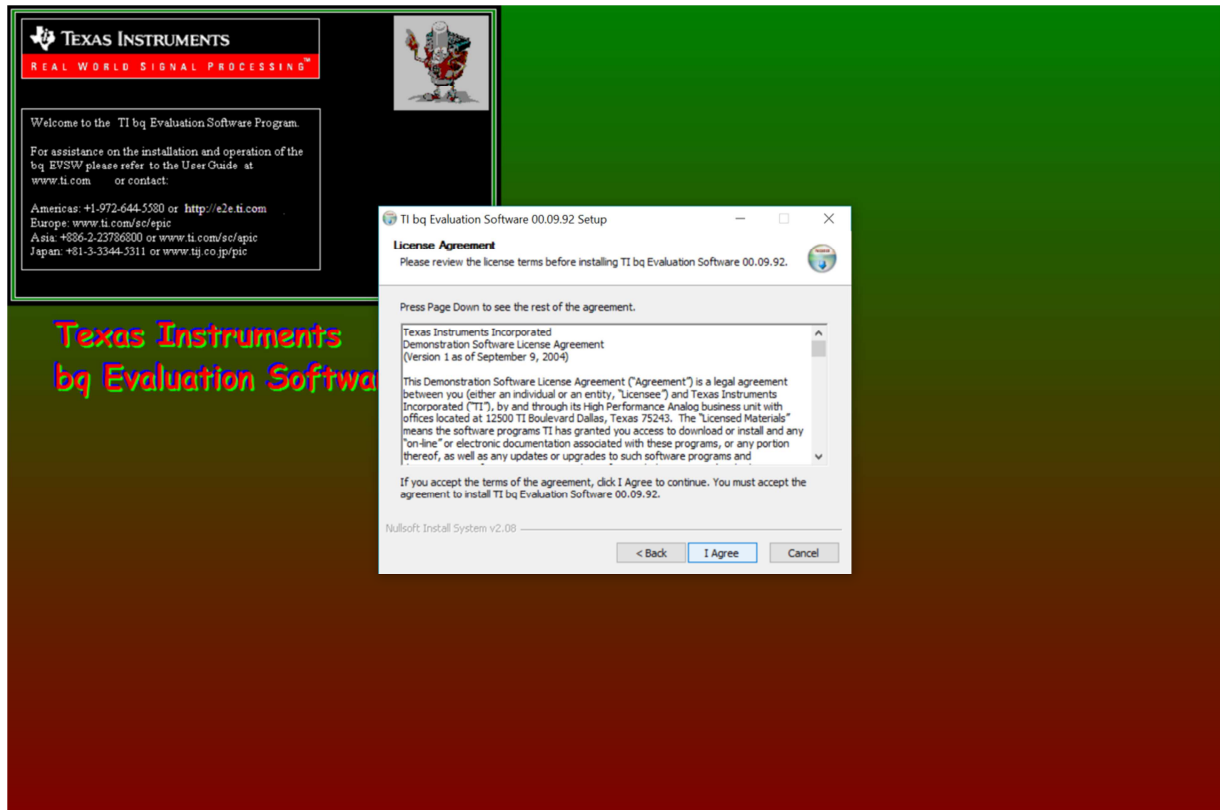 TEXAS INSTRUMENTS
REAL WORLD SIGNAL PROCESSING™
Welcome to the TI bq Evaluation Software Program.
For assistance on the installation and operation of the
bq EVSW please refer to the User Guide at
www.ti.com or contact:
Americas: +1-972-644-5580 or http://e2e.ti.com
Europe: www.ti.com/sc/epic
Asia: +886-2-23786800 or www.ti.com/sc/apic
Japan: +81-3-3344-5311 or www.tij.co.jp/pic
Texas Instruments
bq Evaluation Softwa
TI bq Evaluation Software 00.09.92 Setup
License Agreement
Please review the license terms before installing TI bq Evaluation Software 00.09.92.
Press Page Down to see the rest of the agreement.
Texas Instruments Incorporated
Demonstration Software License Agreement
(Version 1 as of September 9, 2004)
This Demonstration Software License Agreement ("Agreement") is a legal agreement
between you (either an individual or an entity, "Licensee") and Texas Instruments
Incorporated ("TI"), by and through its High Performance Analog business unit with
offices located at 12500 TI Boulevard Dallas, Texas 75243. The "Licensed Materials"
means the software programs TI has granted you access to download or install and any
"on-line" or electronic documentation associated with these programs, or any portion
thereof, as well as any updates or upgrades to such software programs and
If you accept the terms of the agreement, click I Agree to continue. You must accept the
agreement to install TI bq Evaluation Software 00.09.92.
Nullsoft Install System v2.08
< Back
I Agree
Cancel